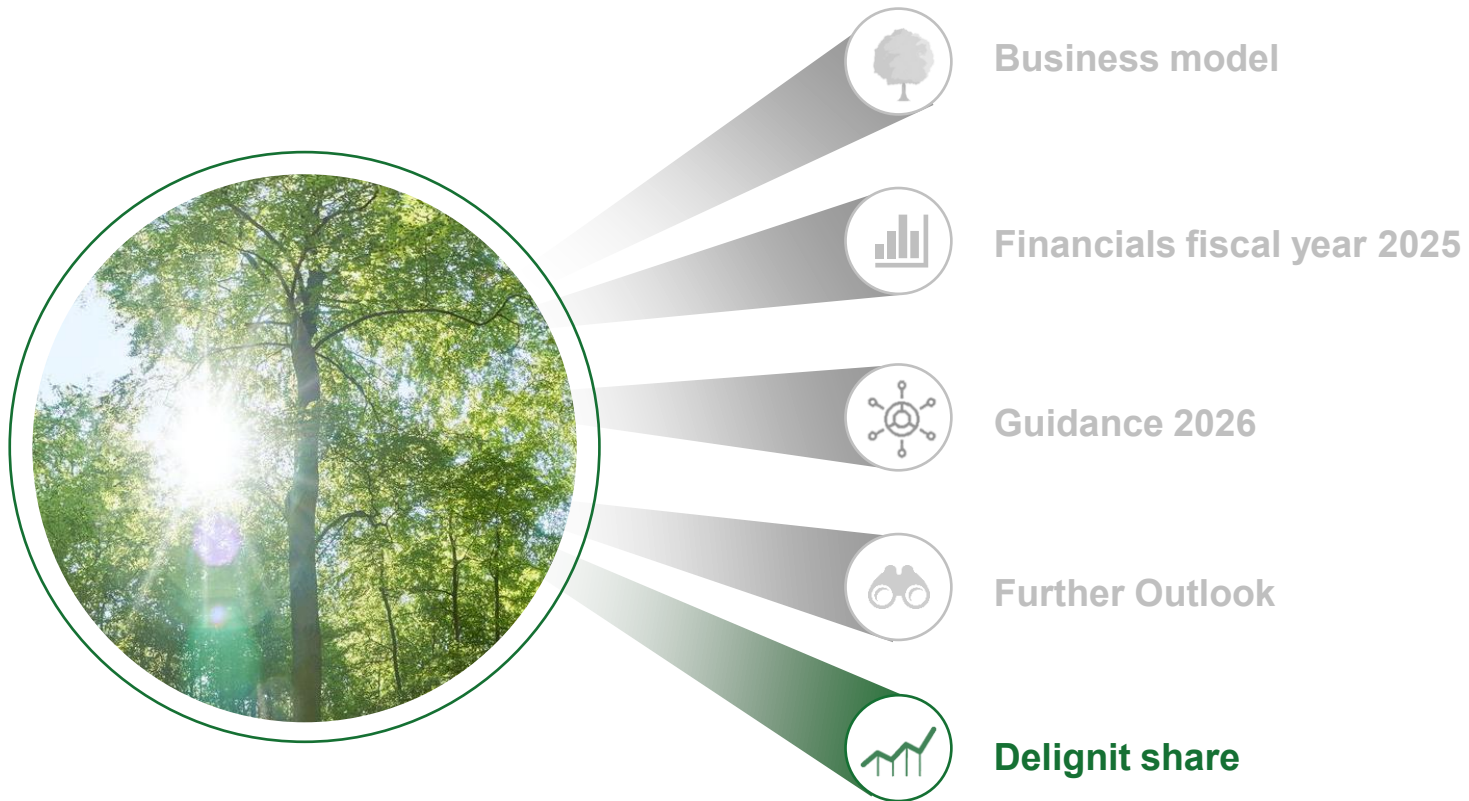 Business model
Financials fiscal year 2025
Guidance 2026
Further Outlook
Delignit share